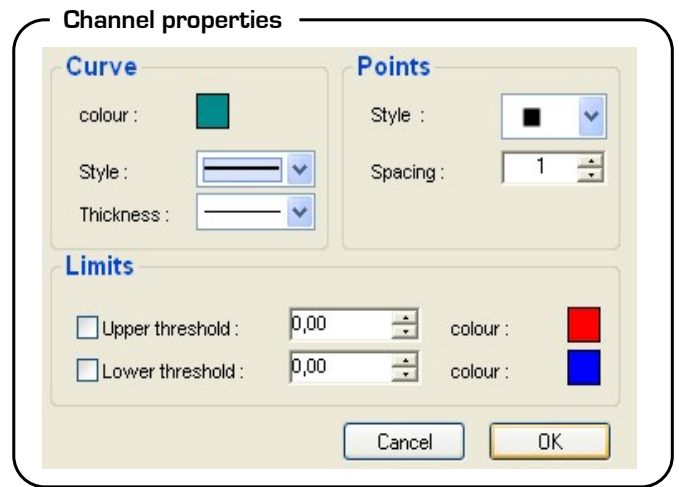 Channel properties
Curve
colour :
Style :
Thickness :
Points
Style :
Spacing : 1
Limits
Upper threshold : 0,00 colour :
Lower threshold : 0,00 colour :
Cancel OK